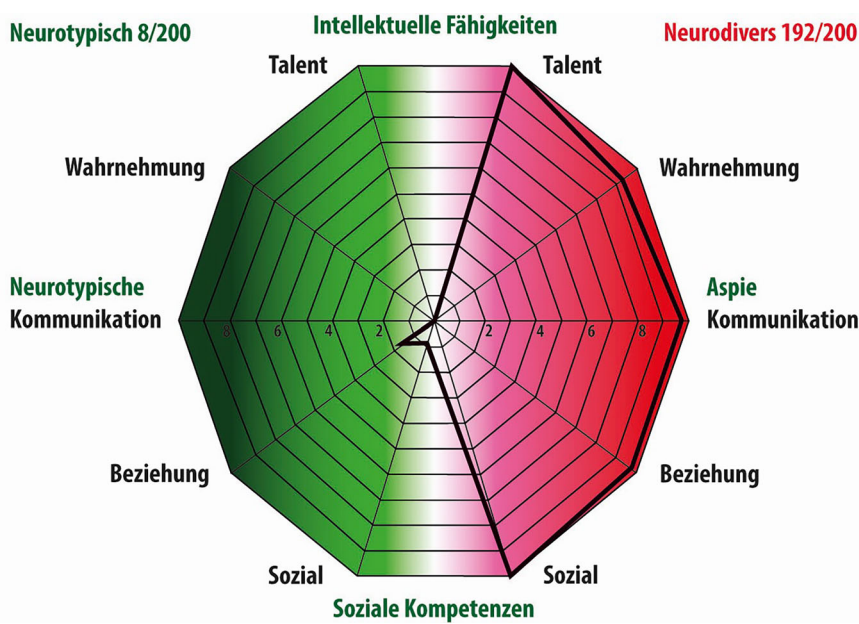 Neurotypisch 8/200
Intellektuelle Fähigkeiten
Neurodivers 192/200
Talent
Talent
Wahrnehmung
Wahrnehmung
Neurotypische
Kommunikation
8 6 4 2 2 4 6 8
Aspie
Kommunikation
Beziehung
Beziehung
Sozial
Sozial
Soziale Kompetenzen